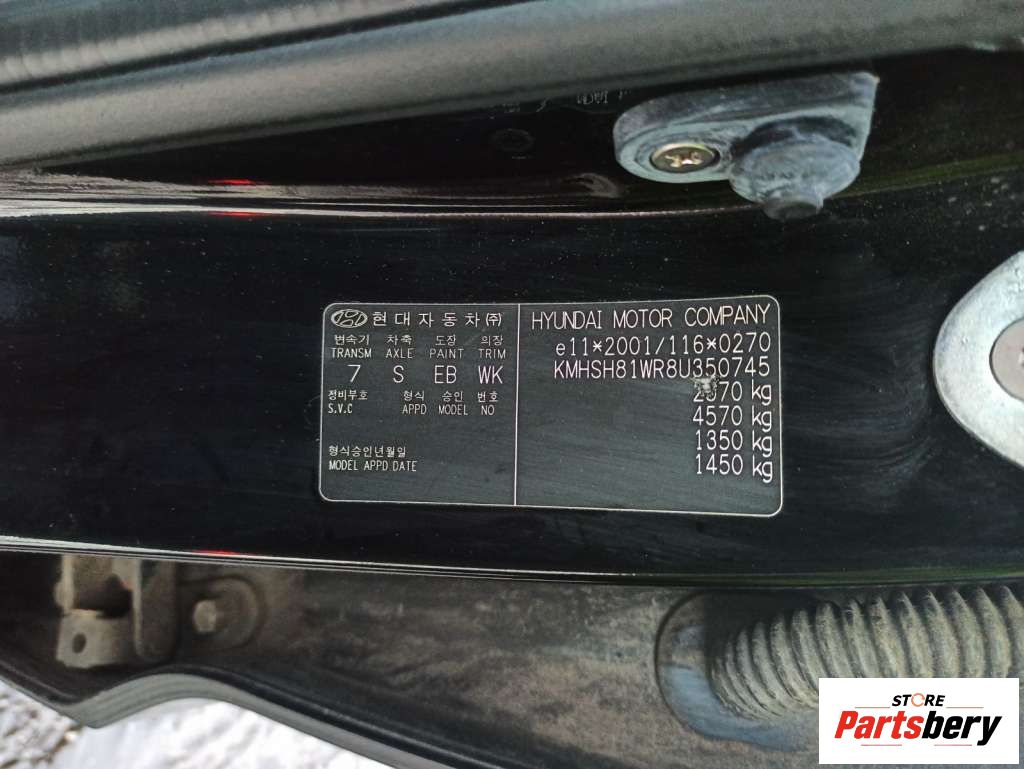 현대자동차(주)
변속기 차축 도장 의장
TRANSM AXLE PAINT TRIM
7 S EB WK
정비부호 형식 승인 번호
S.V.C APPD MODEL NO
형식승인년월일
MODEL APPD DATE
HYUNDAI MOTOR COMPANY
e11*2001/116*0270
KMHSH81WR8U350745
kg
4570 kg
1350 kg
1450 kg
STORE
Partsbery